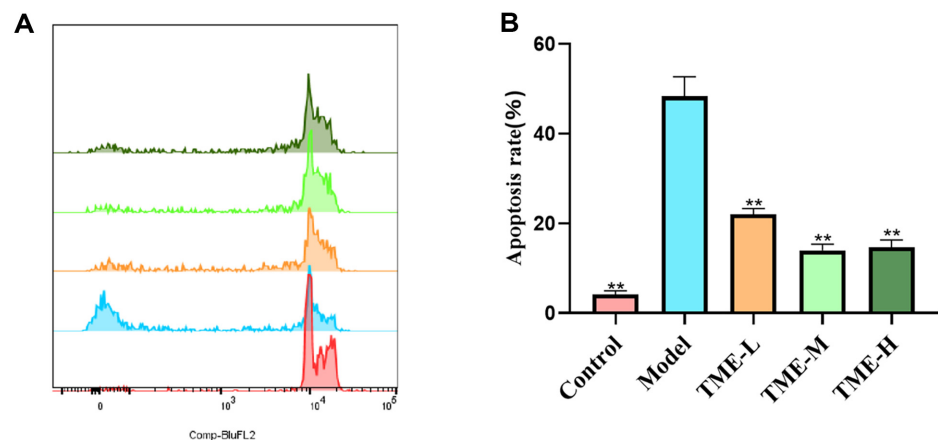 A
0
10³
10⁴
10⁵
Comp-BluFL2
B
Apoptosis rate(%)
60
40
20
0
**
**
**
**
Control
Model
TME-L
TME-M
TME-H